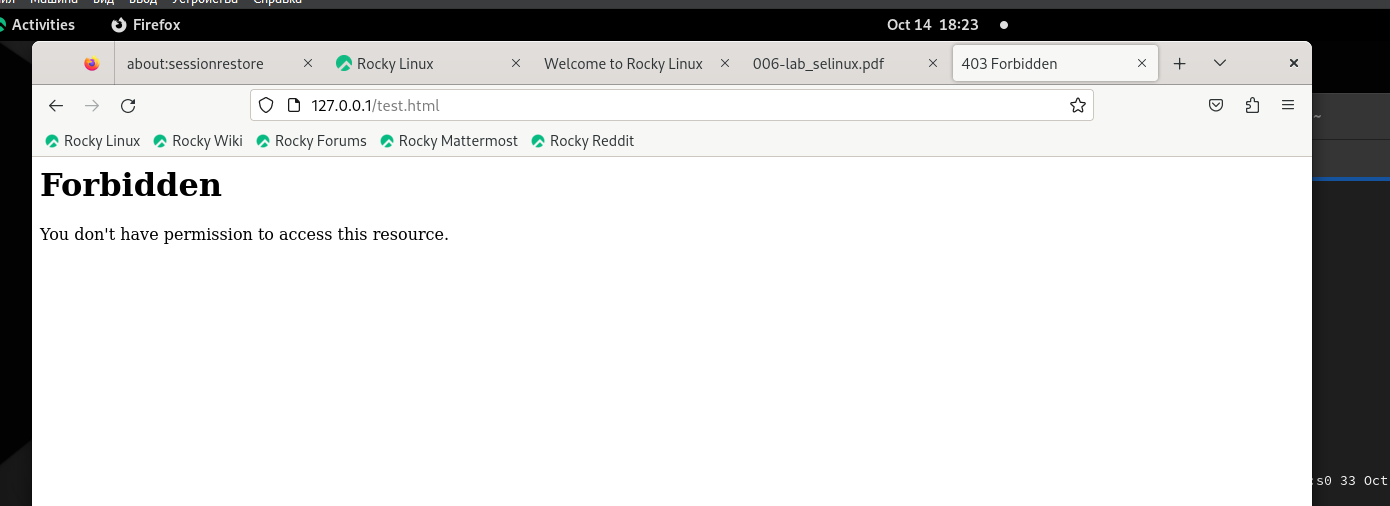 Машина Вид Ввод Устройства Справка
Activities Firefox Oct 14 18:23
about:sessionrestore Rocky Linux Welcome to Rocky Linux 006-lab_selinux.pdf 403 Forbidden
127.0.0.1/test.html
~
Rocky Linux Rocky Wiki Rocky Forums Rocky Mattermost Rocky Reddit
Forbidden
You don't have permission to access this resource.
:s0 33 Oct